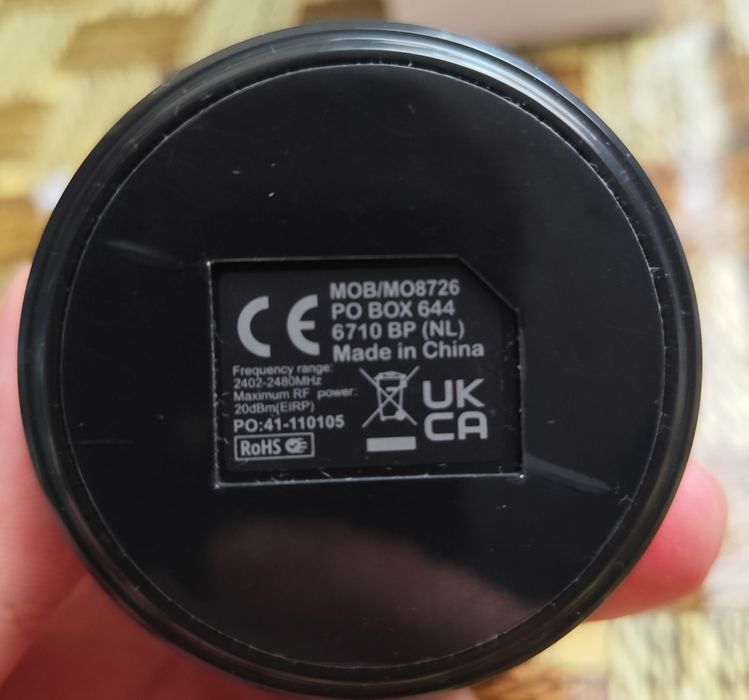 CE
MOB/MO8726
PO BOX 644
6710 BP (NL)
Made in China
Frequency range:
2402-2480MHz
Maximum RF power:
20dBm(EIRP)
PO:41-110105
RoHS
UK
CA